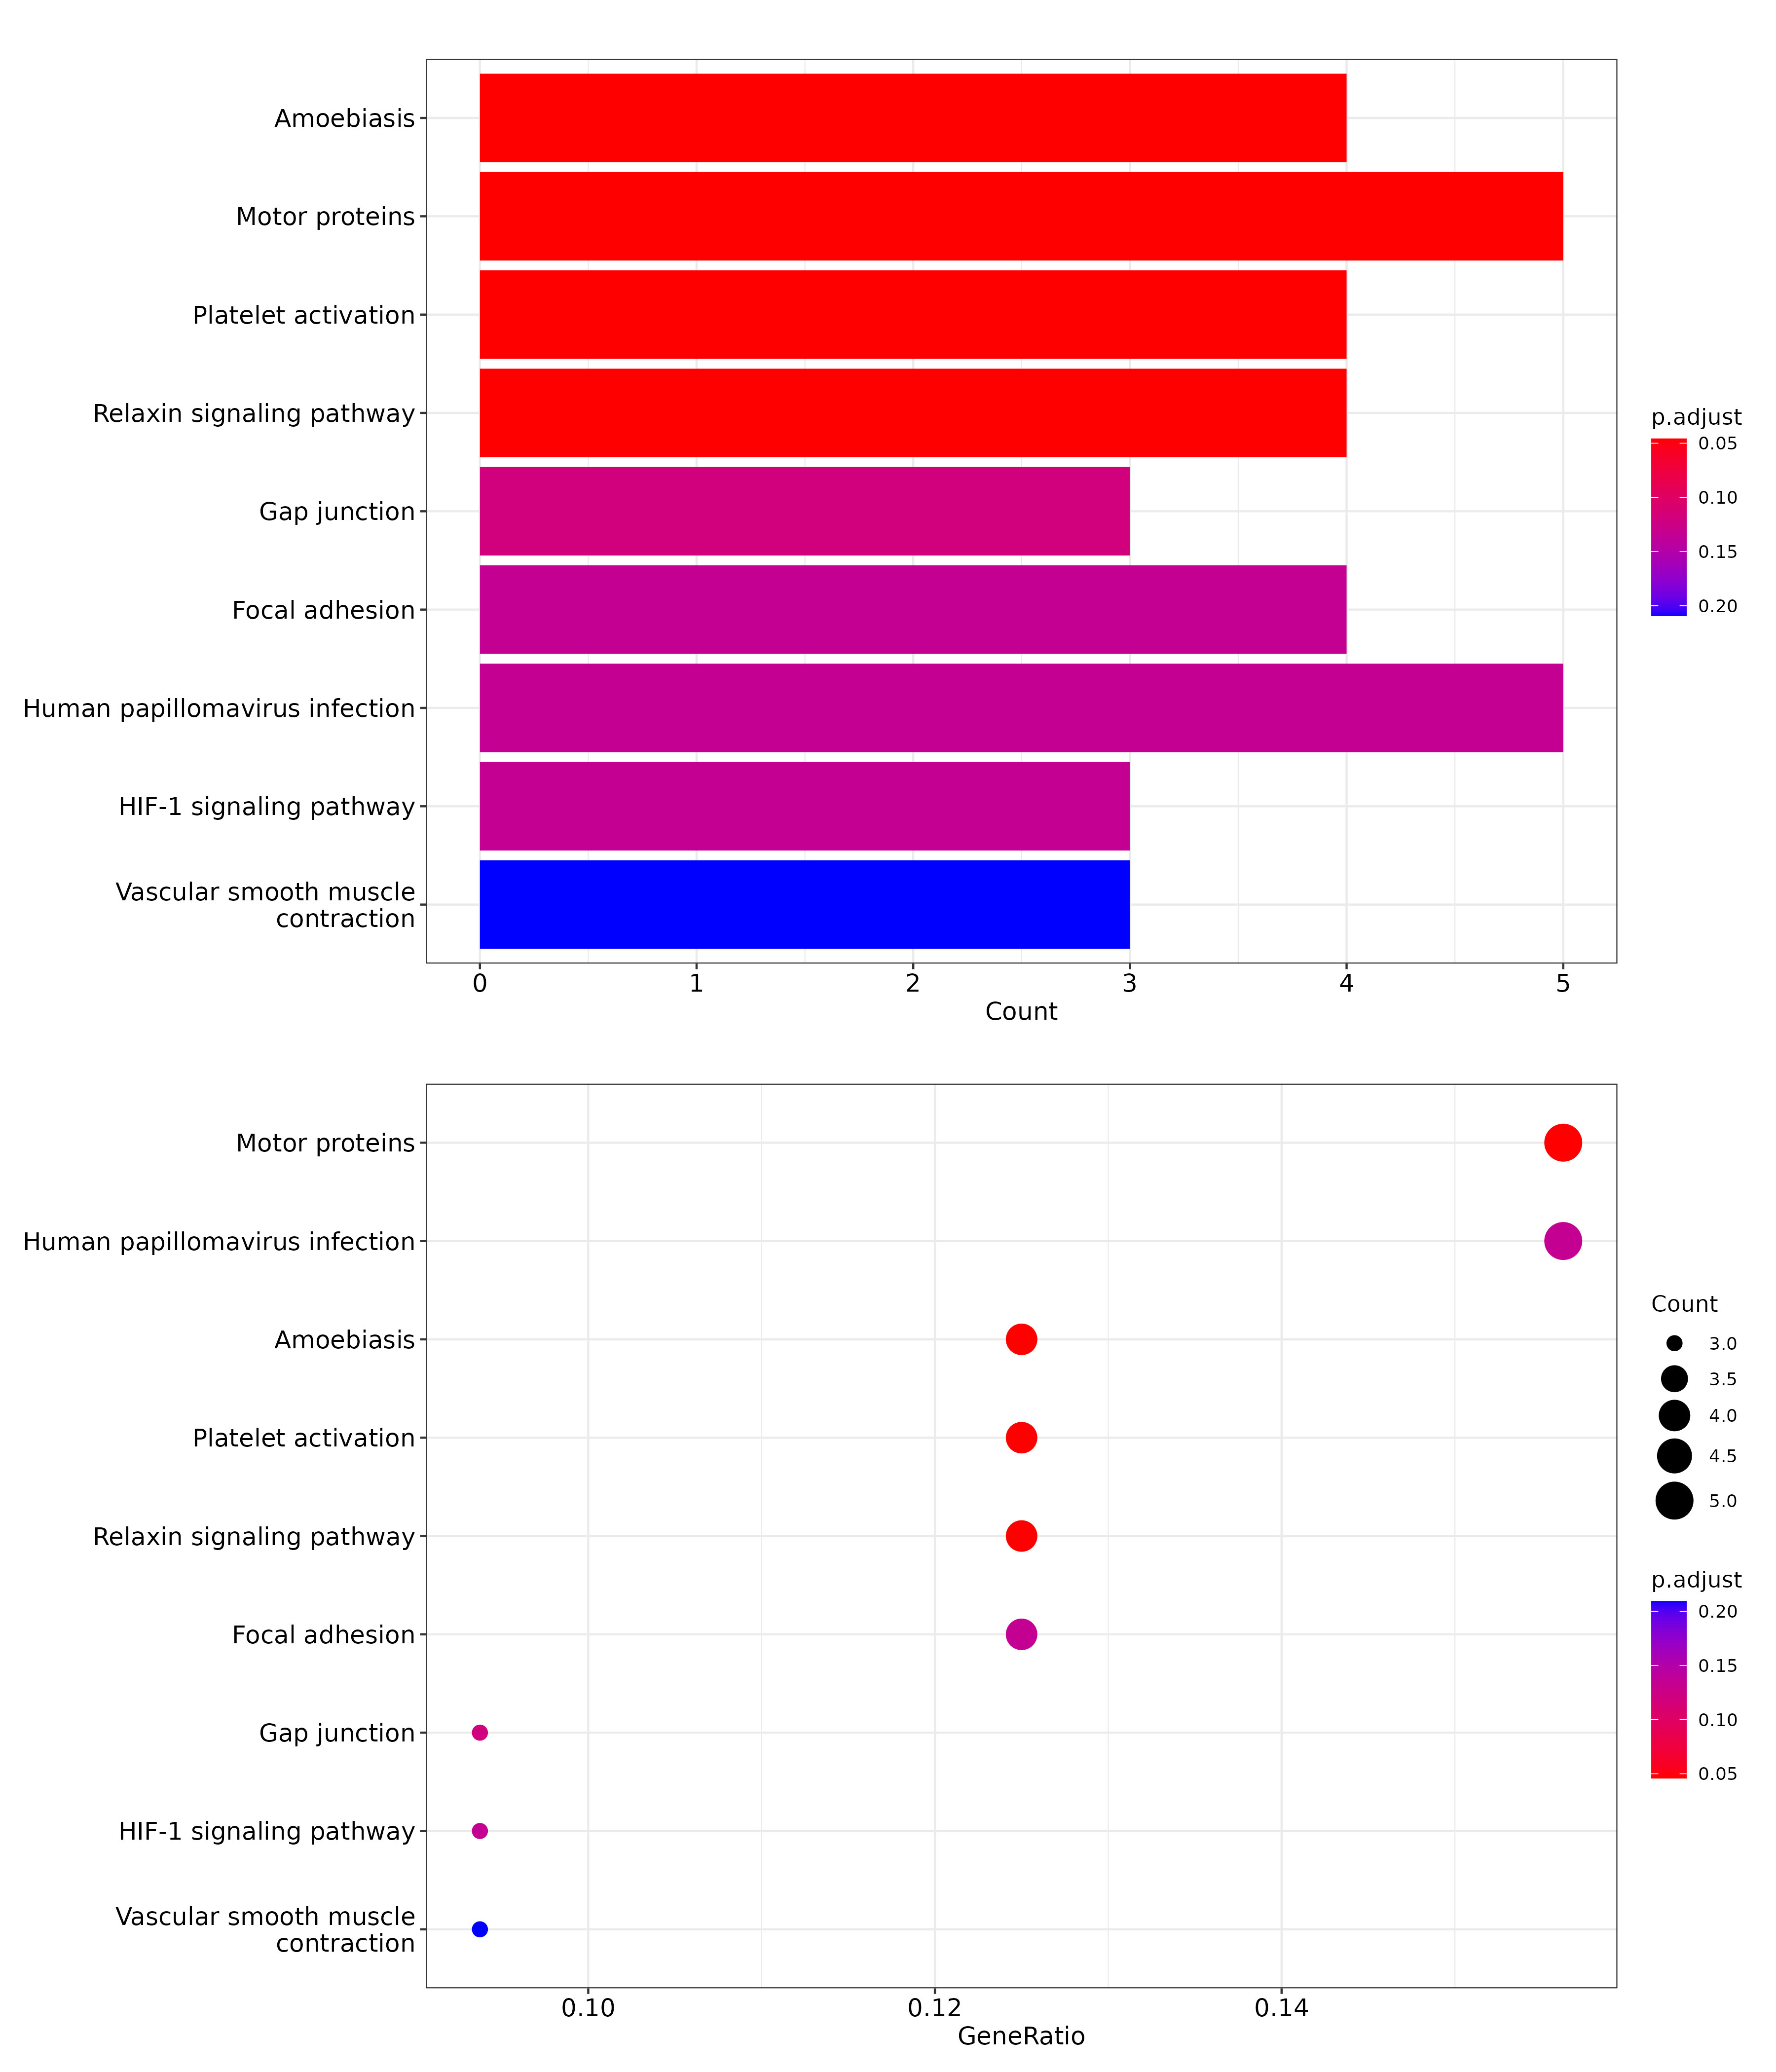 Amoebiasis
Motor proteins
Platelet activation
Relaxin signaling pathway
Gap junction
Focal adhesion
Human papillomavirus infection
HIF-1 signaling pathway
Vascular smooth muscle
contraction
0 1 2 3 4 5
Count
p.adjust
0.05
0.10
0.15
0.20
Motor proteins
Human papillomavirus infection
Amoebiasis
Platelet activation
Relaxin signaling pathway
Focal adhesion
Gap junction
HIF-1 signaling pathway
Vascular smooth muscle
contraction
0.10 0.12 0.14
GeneRatio
Count
3.0
3.5
4.0
4.5
5.0
p.adjust
0.20
0.15
0.10
0.05